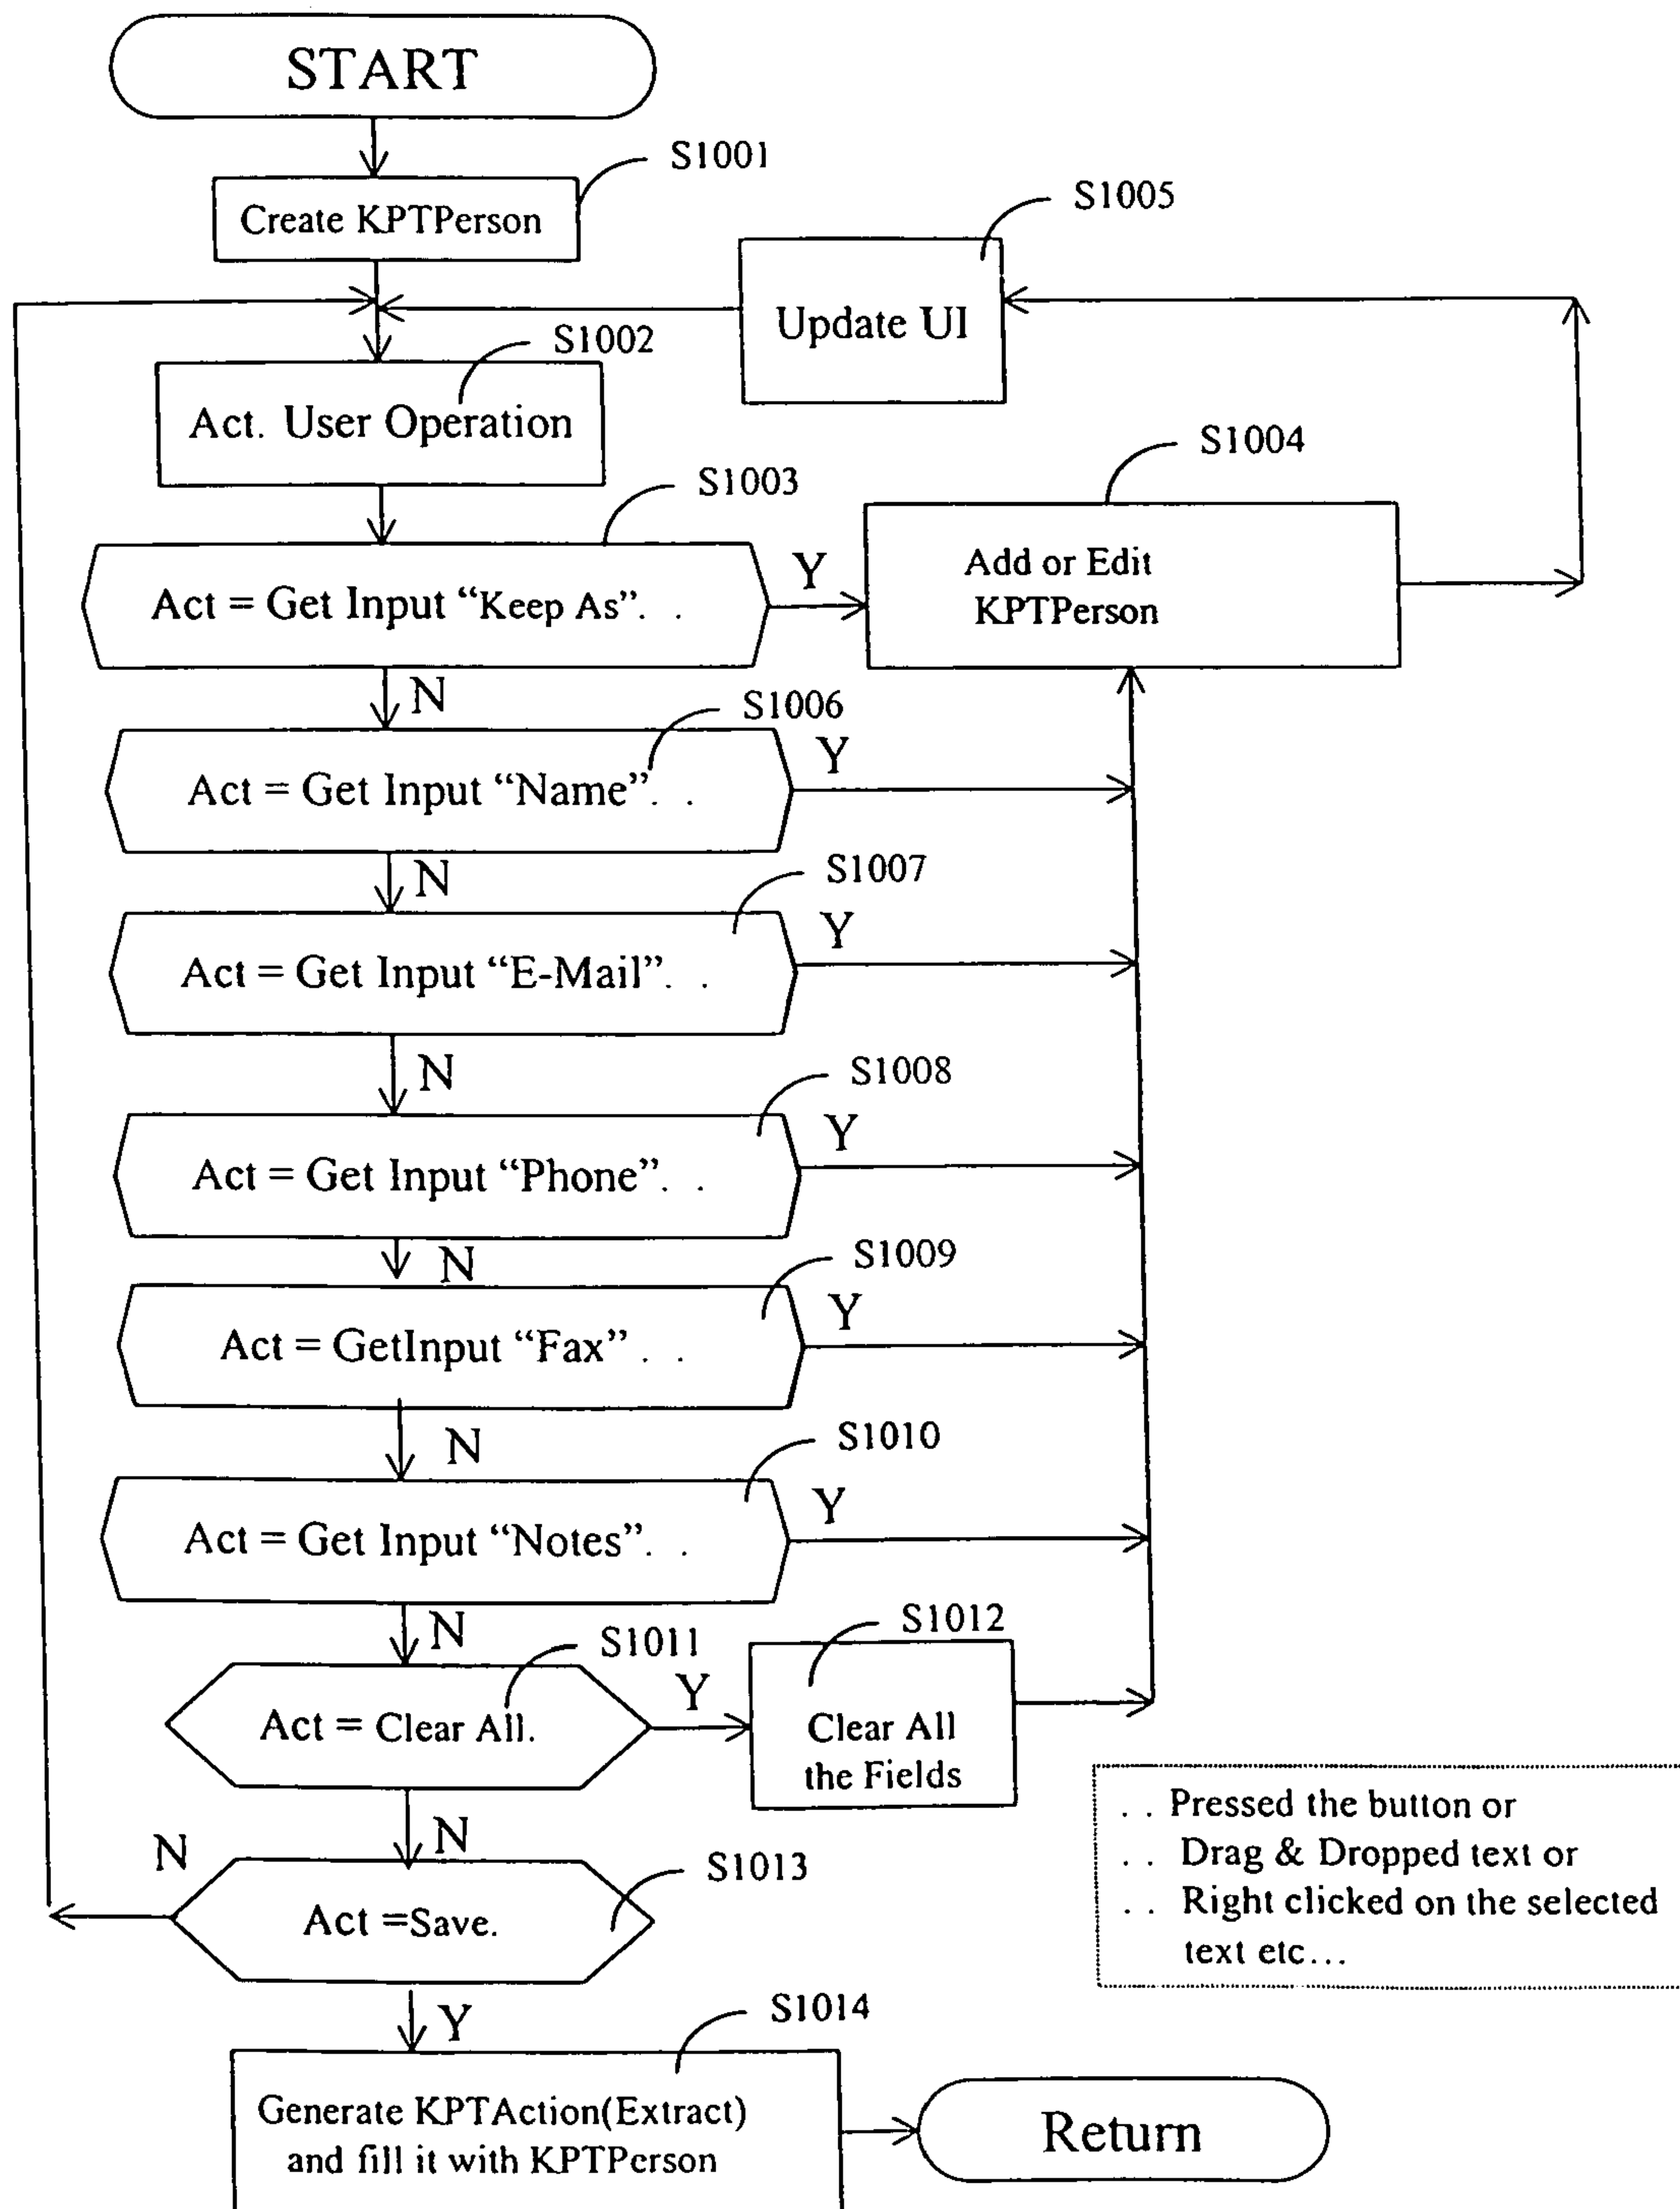 START
S1001
Create KPTPerson
S1005
Update UI
S1002
Act. User Operation
S1004
S1003
Add or Edit
KPTPerson
Act = Get Input “Keep As”. .
Y
N
S1006
Act = Get Input “Name”. .
Y
N
S1007
Act = Get Input “E-Mail”. .
Y
N
S1008
Act = Get Input “Phone”. .
Y
N
S1009
Act = GetInput “Fax” . .
Y
N
S1010
Act = Get Input “Notes”. .
Y
N
S1011
Act = Clear All.
Y
S1012
Clear All
the Fields
N
. . Pressed the button or
. . Drag & Dropped text or
. . Right clicked on the selected
text etc...
N
S1013
Act =Save.
Y
S1014
Generate KPTAction(Extract)
and fill it with KPTPerson
Return